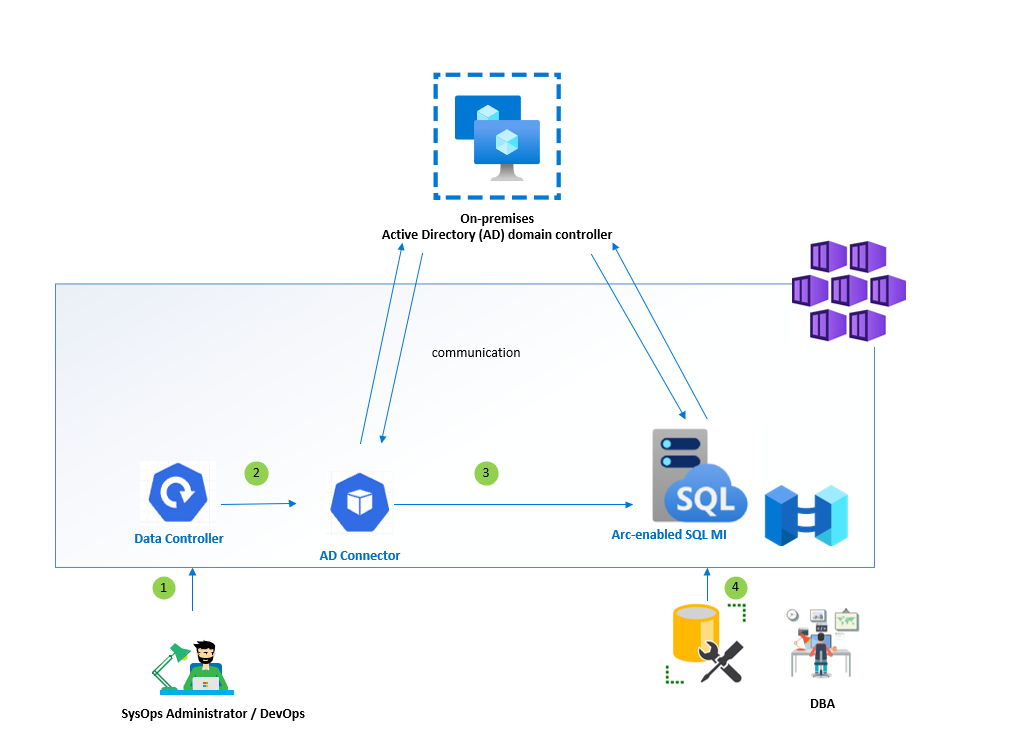 On-premises
Active Directory (AD) domain controller
communication
2
3
SQL
Data Controller
Arc-enabled SQL MI
AD Connector
1
4
DBA
SysOps Administrator / DevOps